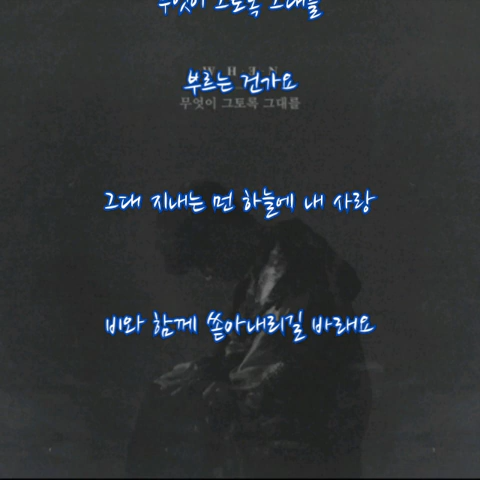 무엇이 그토록 그대를
WHEN
부르는 건가요
무엇이 그토록 그대를
그대 지내는 먼 하늘에 내 사랑
비와 함께 쏟아내리길 바래요